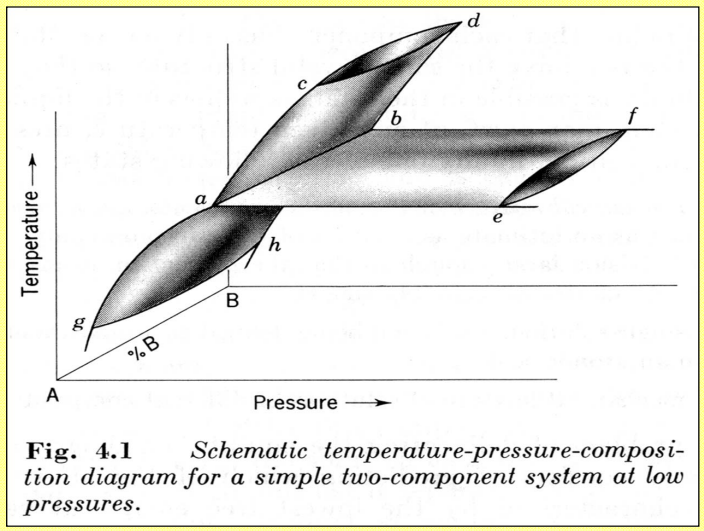 d
c
b
f
a
e
h
g
Temperature →
B
% B
A
Pressure →
Fig. 4.1 Schematic temperature-pressure-composi-
tion diagram for a simple two-component system at low
pressures.